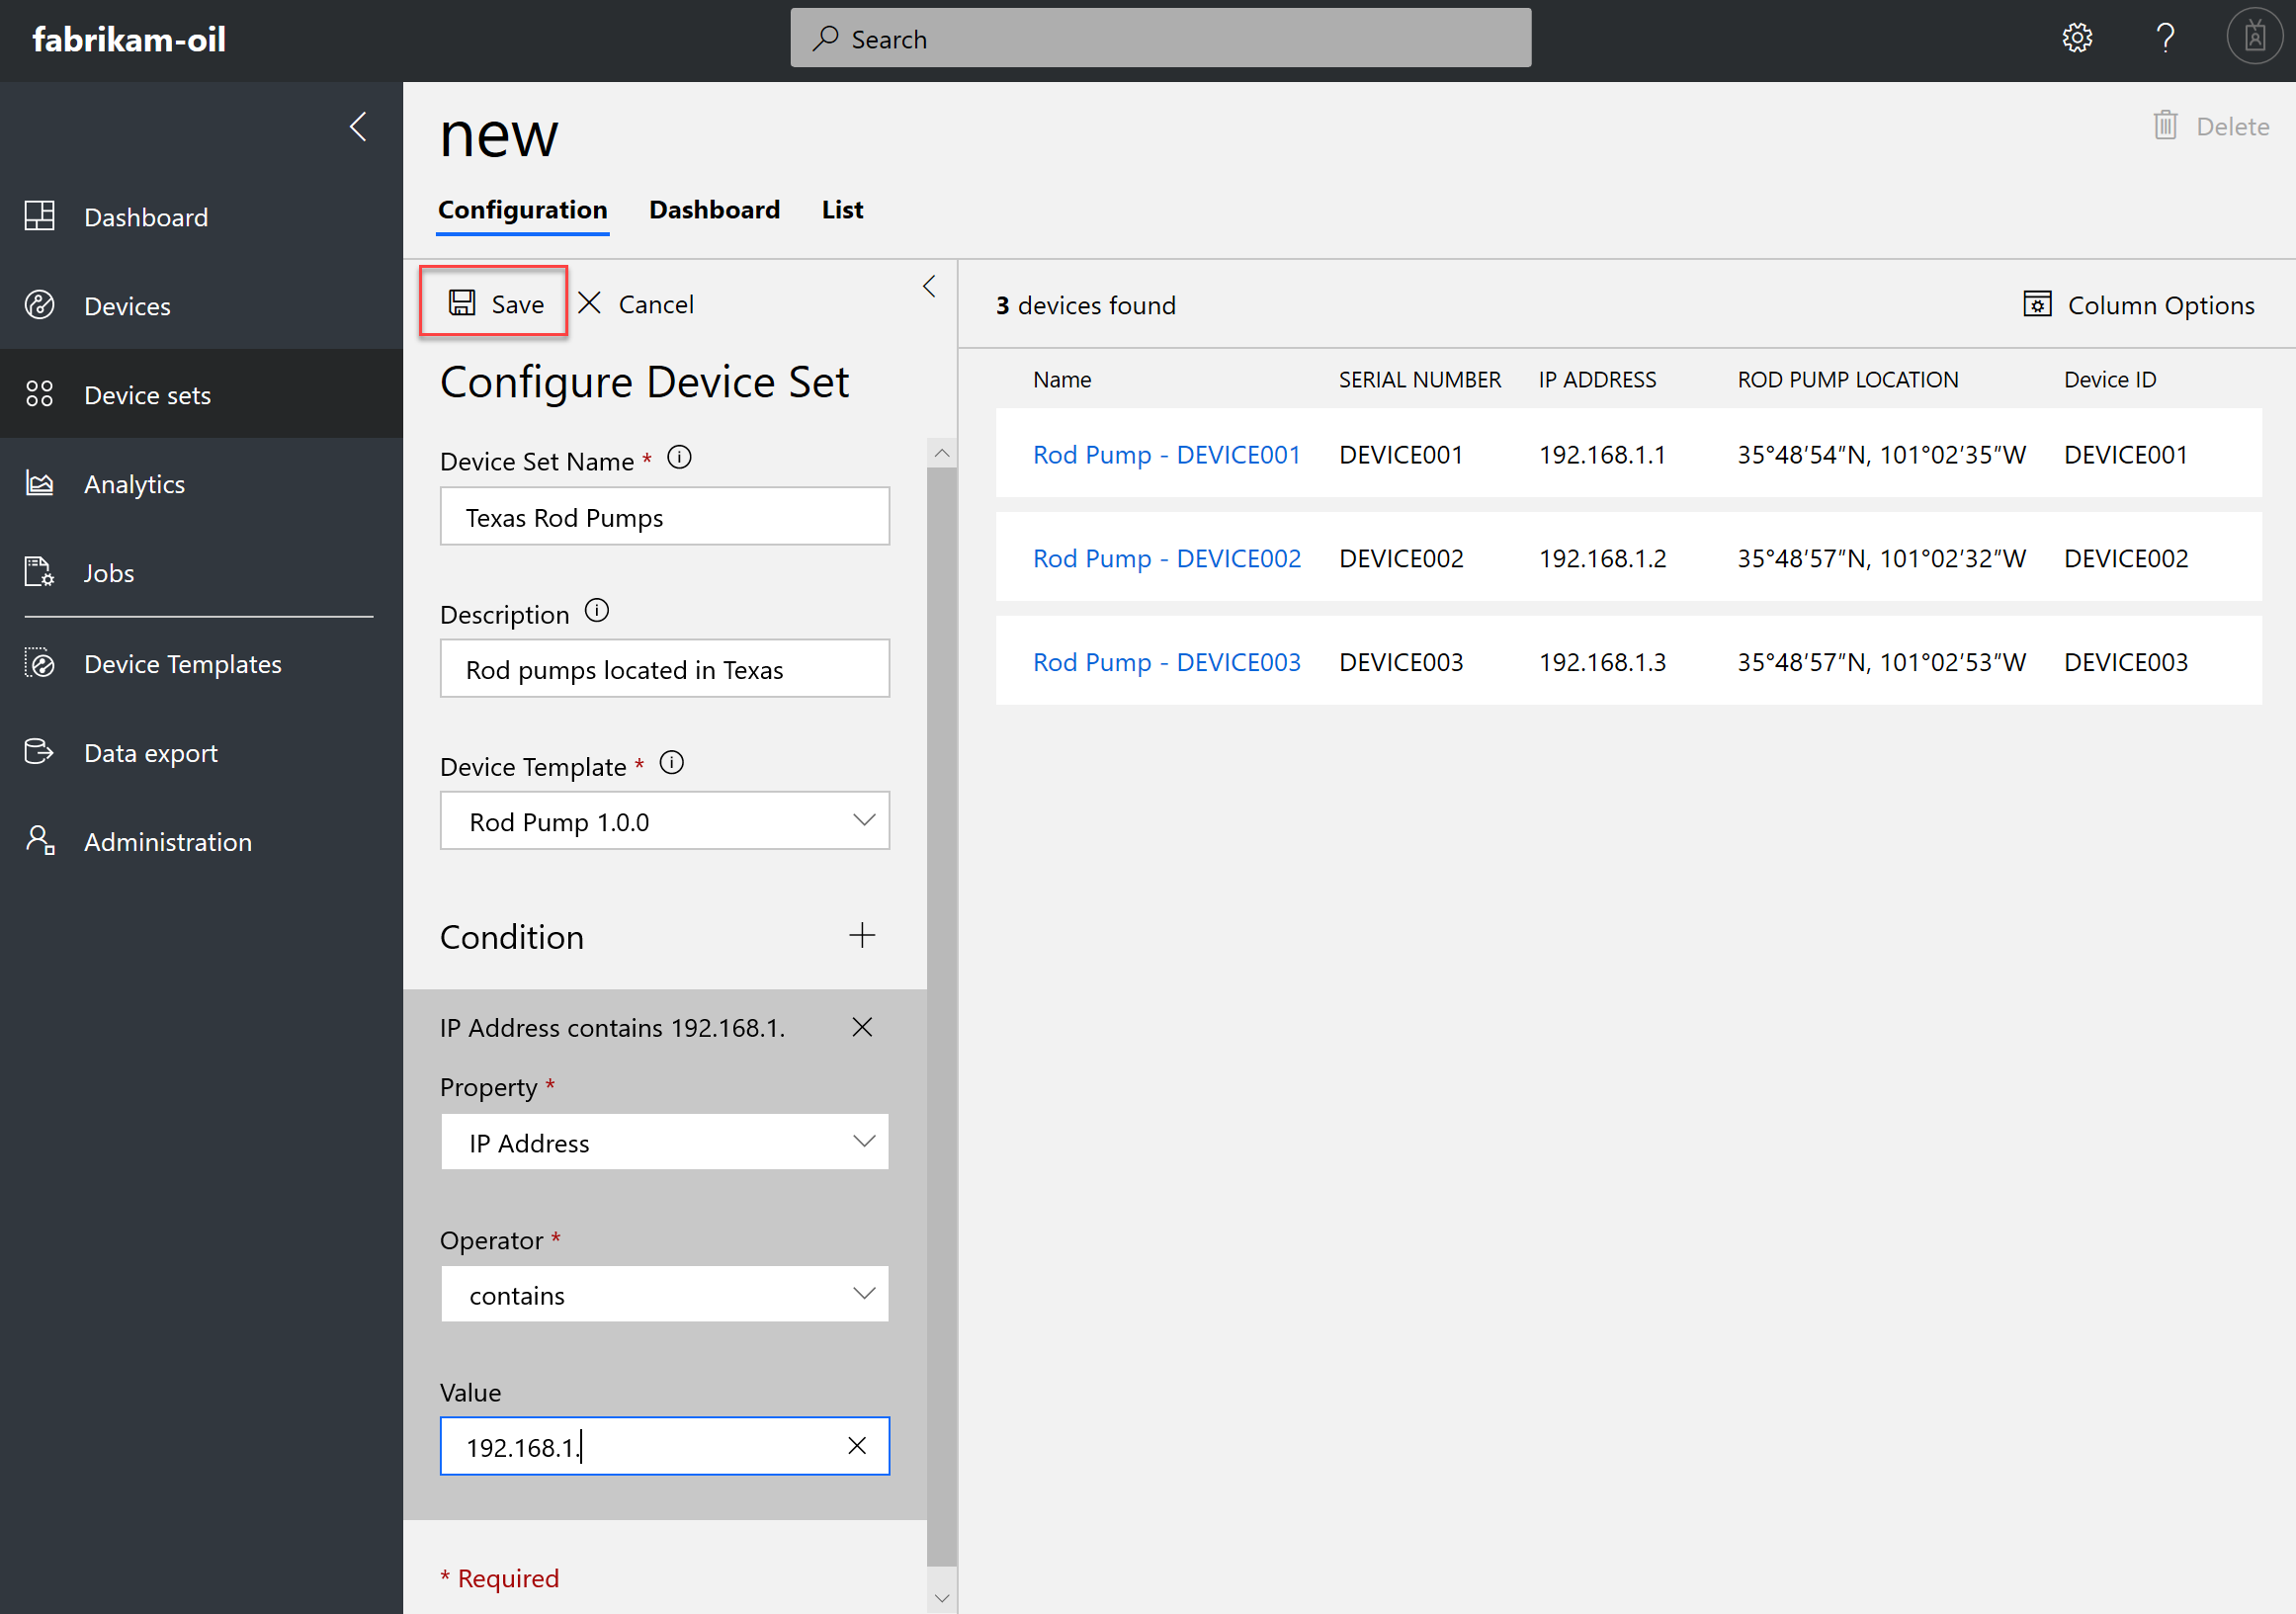 fabrikam-oil
Search
Dashboard
Devices
Device sets
Analytics
Jobs
Device Templates
Data export
Administration
new
Delete
Configuration Dashboard List
Save Cancel
Configure Device Set
Device Set Name *
Texas Rod Pumps
Description
Rod pumps located in Texas
Device Template *
Rod Pump 1.0.0
Condition
IP Address contains 192.168.1.
Property *
IP Address
Operator *
contains
Value
192.168.1.
* Required
3 devices found
Column Options
Name SERIAL NUMBER IP ADDRESS ROD PUMP LOCATION Device ID
Rod Pump - DEVICE001 DEVICE001 192.168.1.1 35°48′54″N, 101°02′35″W DEVICE001
Rod Pump - DEVICE002 DEVICE002 192.168.1.2 35°48′57″N, 101°02′32″W DEVICE002
Rod Pump - DEVICE003 DEVICE003 192.168.1.3 35°48′57″N, 101°02′53″W DEVICE003